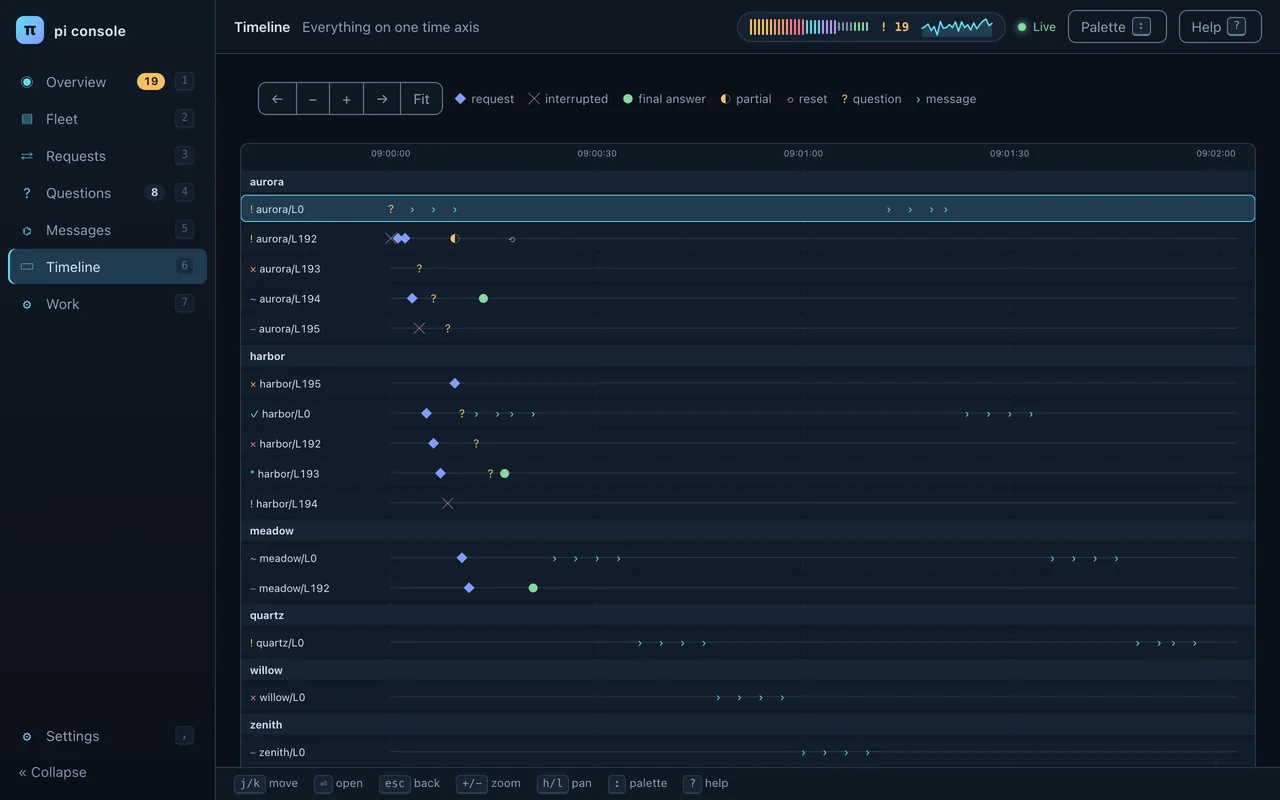 π pi console
Overview 19 1
Fleet 2
Requests 3
? Questions 8 4
Messages 5
Timeline 6
Work 7
Settings ,
« Collapse
Timeline Everything on one time axis
! 19
Live
Palette :
Help ?
← − + → Fit
request interrupted final answer partial reset ? question › message
09:00:00 09:00:30 09:01:00 09:01:30 09:02:00
aurora
! aurora/L0 ? › › › › › › ›
! aurora/L192
× aurora/L193 ?
~ aurora/L194 ?
– aurora/L195 ?
harbor
× harbor/L195
✓ harbor/L0 ? › › › › › › › ›
× harbor/L192 ?
* harbor/L193 ?
! harbor/L194
meadow
~ meadow/L0 › › › › › › › ›
– meadow/L192
quartz
! quartz/L0 › › › › › › › ›
willow
× willow/L0 › › › ›
zenith
– zenith/L0 › › › ›
j/k move ⏎ open esc back +/− zoom h/l pan : palette ? help